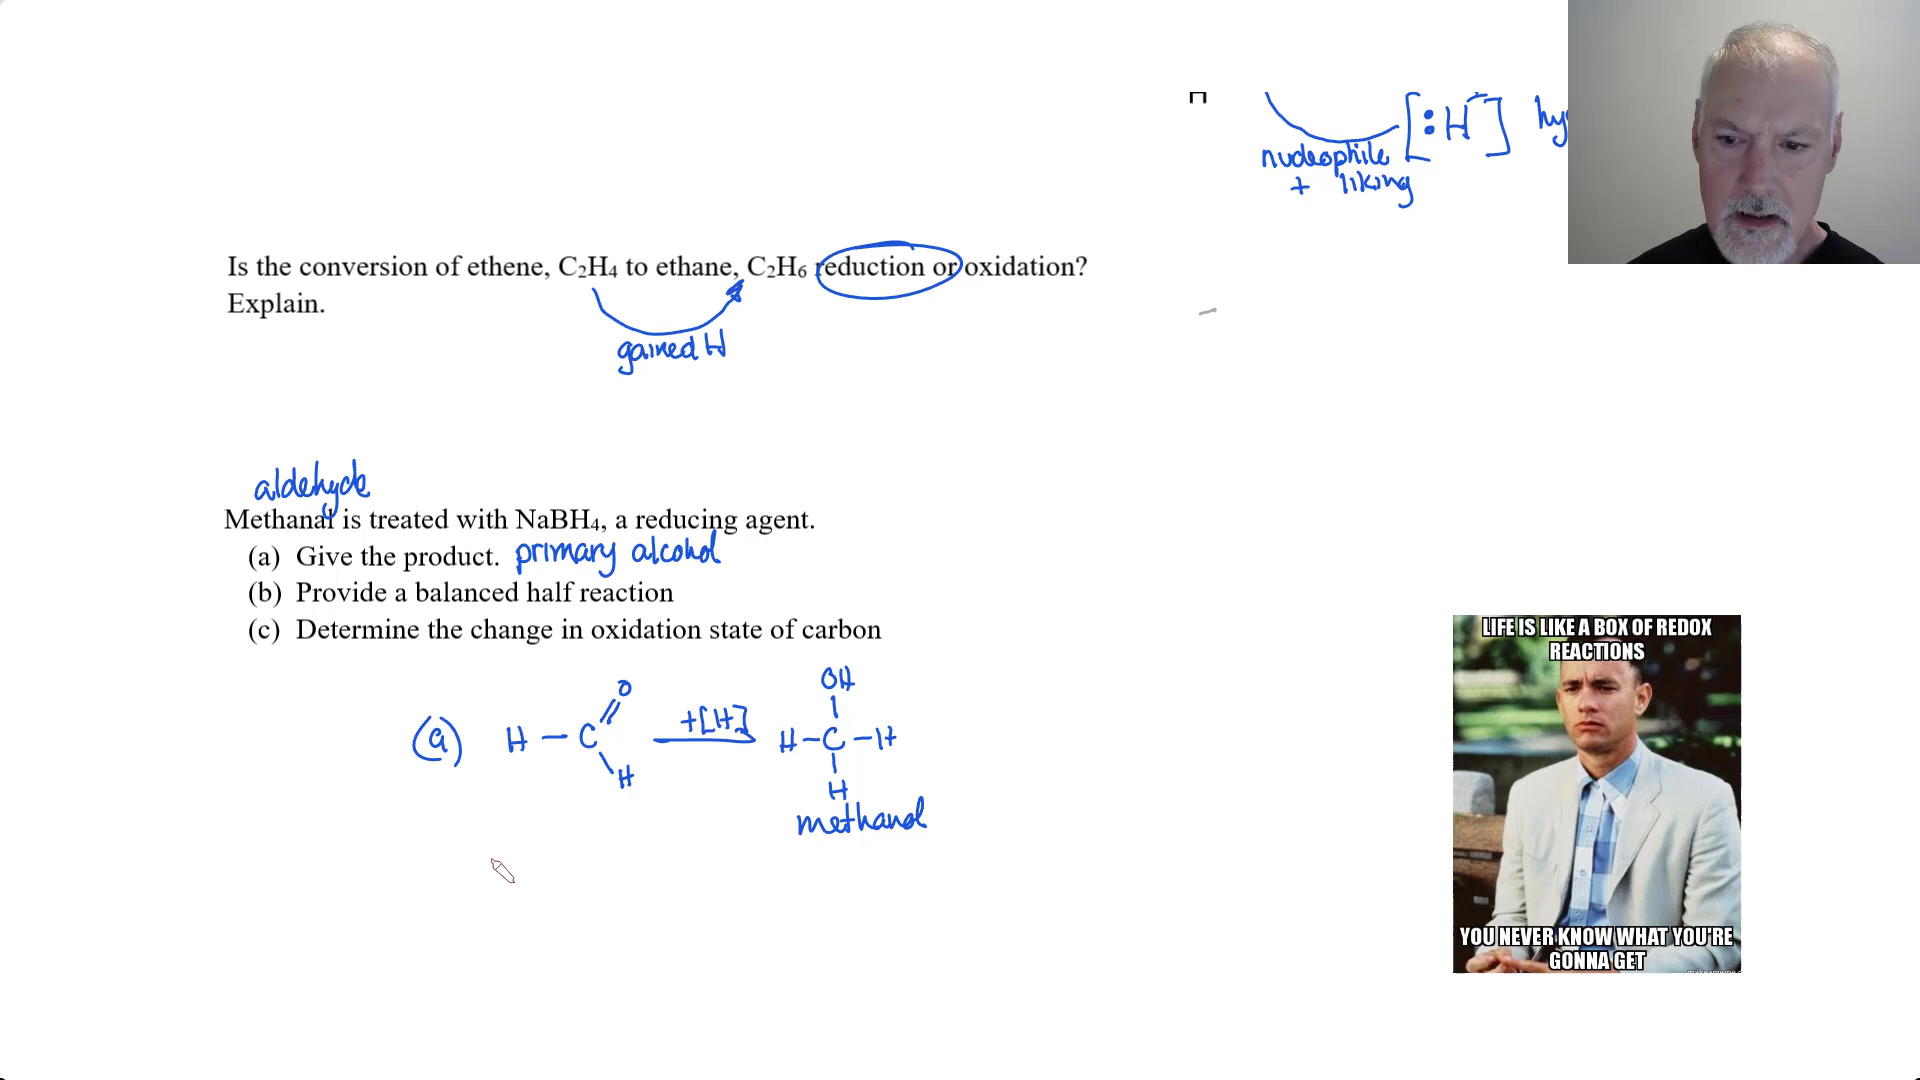 [:H⁻] hy
nucleophile
+ liking
Is the conversion of ethene, C₂H₄ to ethane, C₂H₆ reduction or oxidation?
Explain.
gained H
aldehyde
Methanal is treated with NaBH₄, a reducing agent.
(a) Give the product. primary alcohol
(b) Provide a balanced half reaction
(c) Determine the change in oxidation state of carbon
OH
O
(a) H - C +[H] H-C-H
H
H
methanol
LIFE IS LIKE A BOX OF REDOX
REACTIONS
YOU NEVER KNOW WHAT YOU'RE
GONNA GET